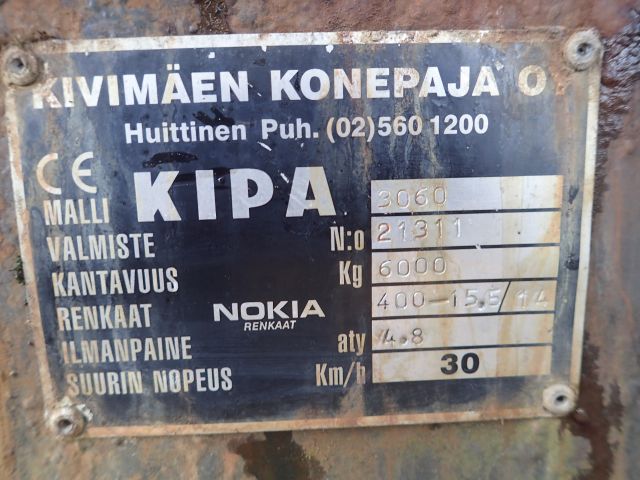 KIVIMÄEN KONEPAJA O
Huittinen Puh. (02)560 1200
CE KIPA
MALLI 3060
VALMISTE N:o 21311
KANTAVUUS Kg 6000
RENKAAT NOKIA RENKAAT 400-15,5/14
ILMANPAINE aty 4.8
SUURIN NOPEUS Km/h 30